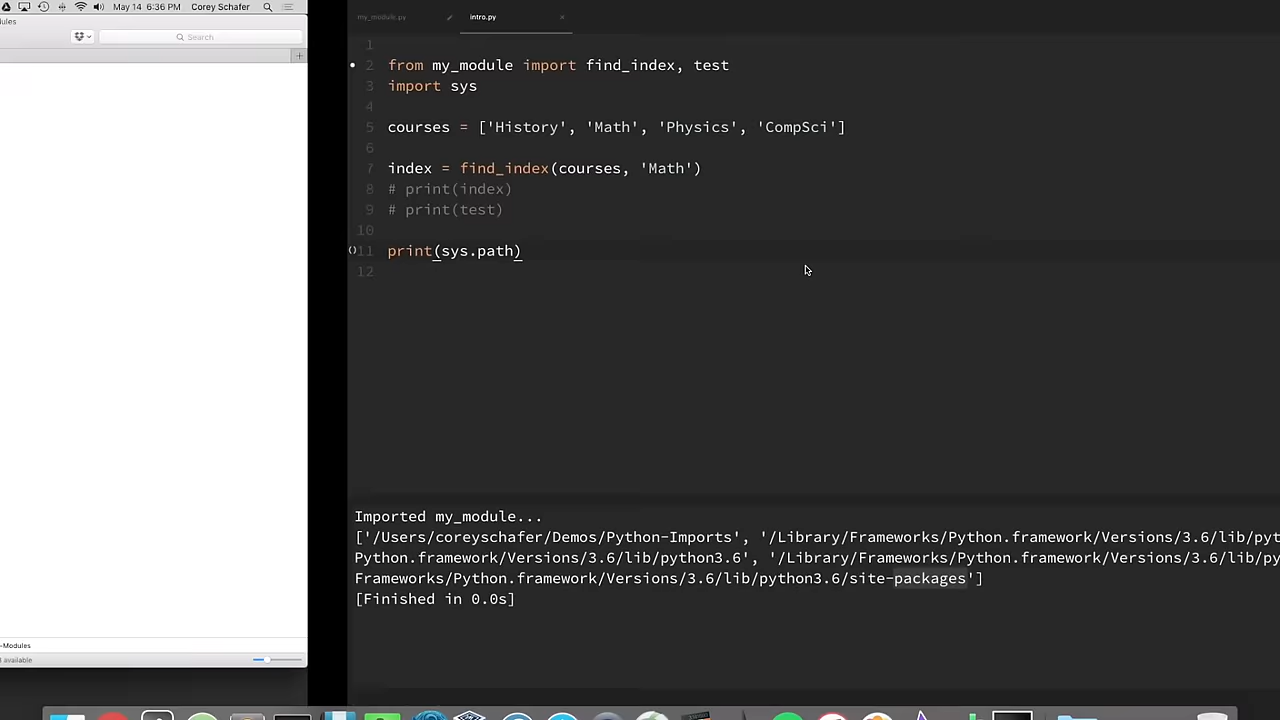 May 14 6:36 PM Corey Schafer
Search
my_module.py
intro.py
1
2 from my_module import find_index, test
3 import sys
4
5 courses = ['History', 'Math', 'Physics', 'CompSci']
6
7 index = find_index(courses, 'Math')
8 # print(index)
9 # print(test)
10
11 print(sys.path)
12
Imported my_module...
['/Users/coreyschafer/Demos/Python-Imports', '/Library/Frameworks/Python.framework/Versions/3.6/lib/pyt
Python.framework/Versions/3.6/lib/python3.6', '/Library/Frameworks/Python.framework/Versions/3.6/lib/py
Frameworks/Python.framework/Versions/3.6/lib/python3.6/site-packages']
[Finished in 0.0s]
-Modules
available